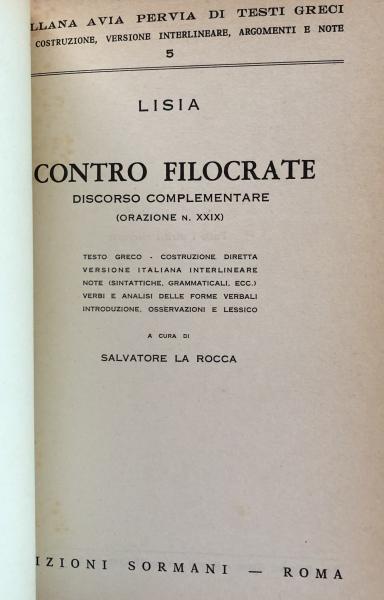 LLANA AVIA PERVIA DI TESTI GRECI
COSTRUZIONE, VERSIONE INTERLINEARE, ARGOMENTI E NOTE
5
LISIA
CONTRO FILOCRATE
DISCORSO COMPLEMENTARE
(ORAZIONE N. XXIX)
TESTO GRECO - COSTRUZIONE DIRETTA
VERSIONE ITALIANA INTERLINEARE
NOTE (SINTATTICHE, GRAMMATICALI, ECC.)
VERBI E ANALISI DELLE FORME VERBALI
INTRODUZIONE, OSSERVAZIONI E LESSICO
A CURA DI
SALVATORE LA ROCCA
IZIONI SORMANI — ROMA